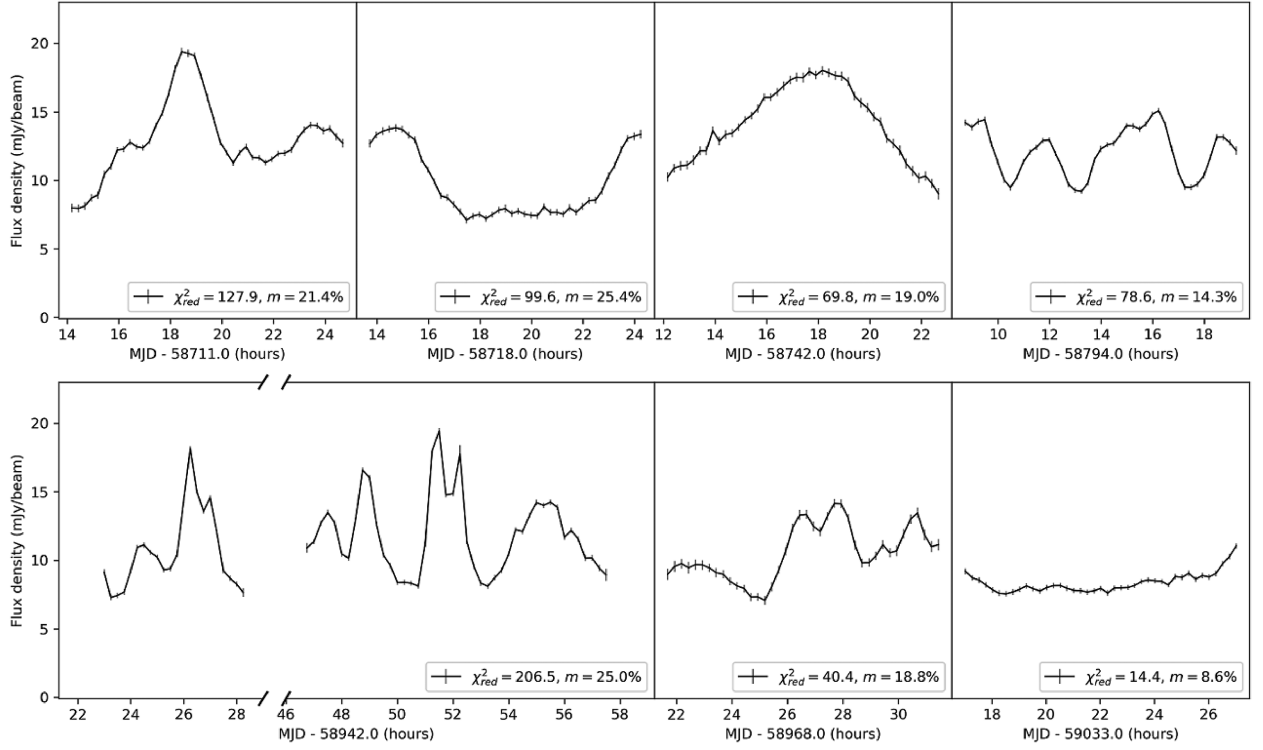 Flux density (mJy/beam)
20
15
10
5
0
χ²red = 127.9, m = 21.4%
χ²red = 99.6, m = 25.4%
χ²red = 69.8, m = 19.0%
χ²red = 78.6, m = 14.3%
14 16 18 20 22 24
14 16 18 20 22 24
12 14 16 18 20 22
10 12 14 16 18
MJD - 58711.0 (hours)
MJD - 58718.0 (hours)
MJD - 58742.0 (hours)
MJD - 58794.0 (hours)
Flux density (mJy/beam)
20
15
10
5
0
χ²red = 206.5, m = 25.0%
χ²red = 40.4, m = 18.8%
χ²red = 14.4, m = 8.6%
22 24 26 28 46 48 50 52 54 56 58
22 24 26 28 30
18 20 22 24 26
MJD - 58942.0 (hours)
MJD - 58968.0 (hours)
MJD - 59033.0 (hours)